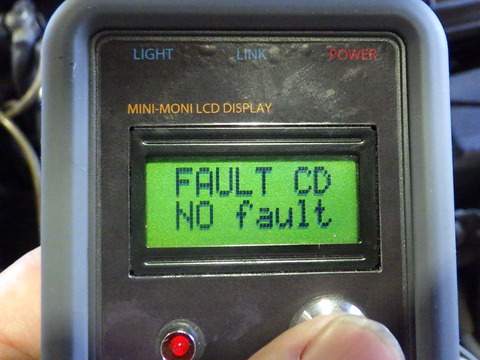 LIGHT LINK POWER
MINI-MONI LCD DISPLAY
FAULT CD
NO fault